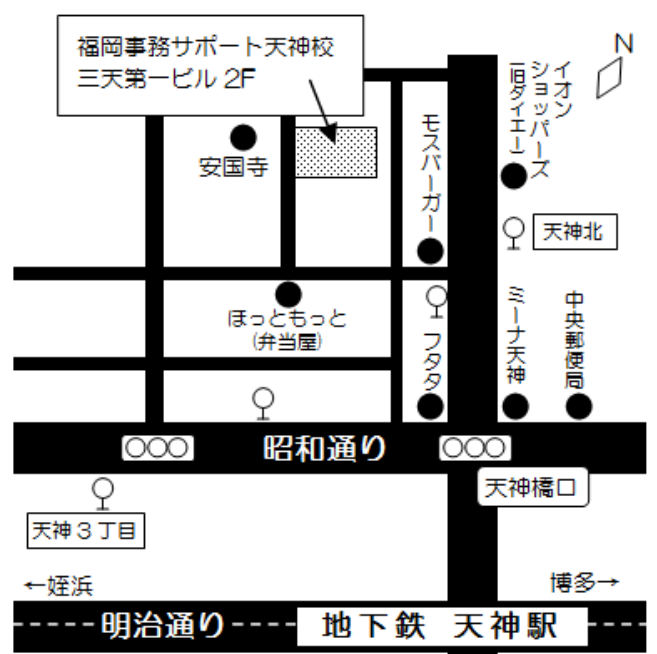 福岡事務サポート天神校
三天第一ビル 2F
N
イオン
ショッパーズ
(旧ダイエー)
モスバーガー
安国寺
天神北
ほっともっと
(弁当屋)
フタタ
ミーナ天神
中央郵便局
昭和通り
天神橋口
天神3丁目
←姪浜
博多→
明治通り
地下鉄 天神駅